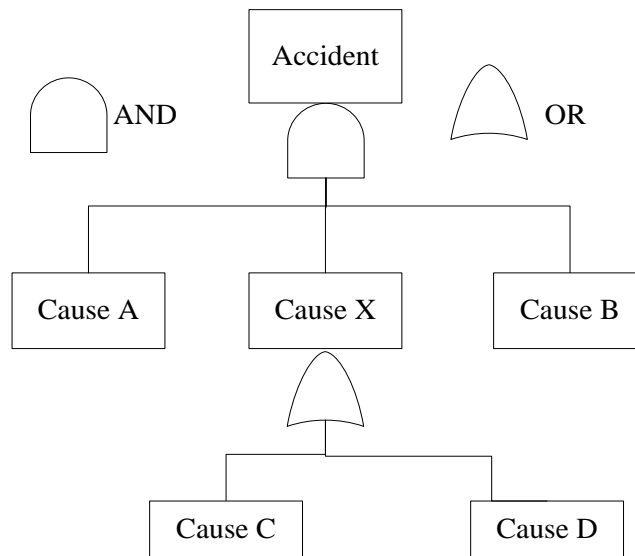 Accident
AND
OR
Cause A
Cause X
Cause B
Cause C
Cause D